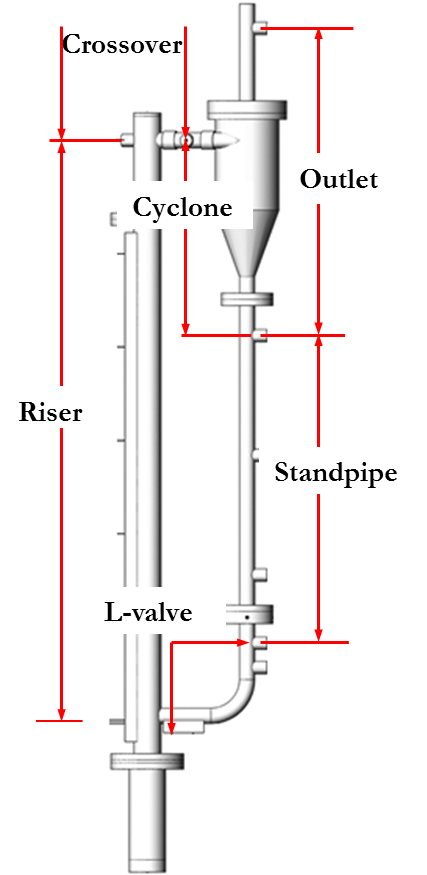 Crossover
Outlet
Cyclone
Riser
Standpipe
L-valve